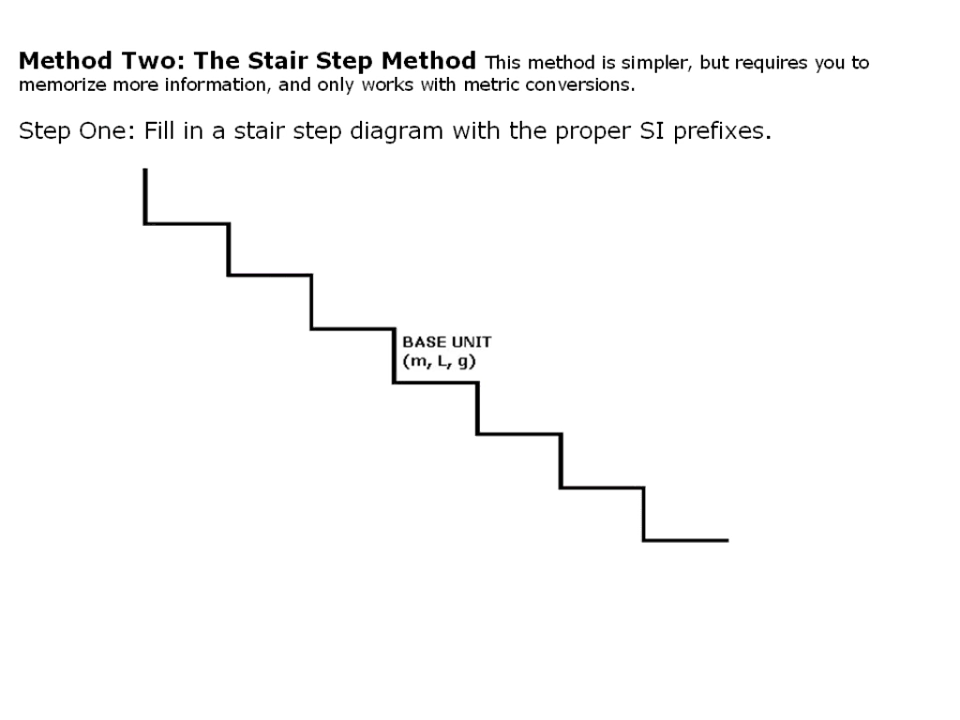 Method Two: The Stair Step Method This method is simpler, but requires you to
memorize more information, and only works with metric conversions.
Step One: Fill in a stair step diagram with the proper SI prefixes.
BASE UNIT
(m, L, g)